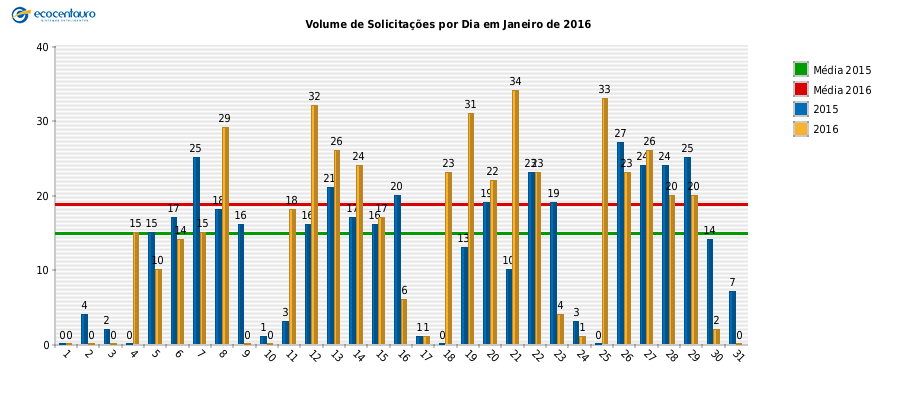 ecocentauro
Volume de Solicitações por Dia em Janeiro de 2016
40
30
20
10
0
0 0 4 0 2 0 0 15 15 10 17 14 25 15 18 29 16 0 1 0 3 18 16 32 21 26 17 24 16 17 20 6 1 1 0 23 13 31 19 22 10 34 23 23 19 4 3 1 0 33 27 23 24 26 24 20 25 20 14 2 7 0
1 2 3 4 5 6 7 8 9 10 11 12 13 14 15 16 17 18 19 20 21 22 23 24 25 26 27 28 29 30 31
Média 2015
Média 2016
2015
2016